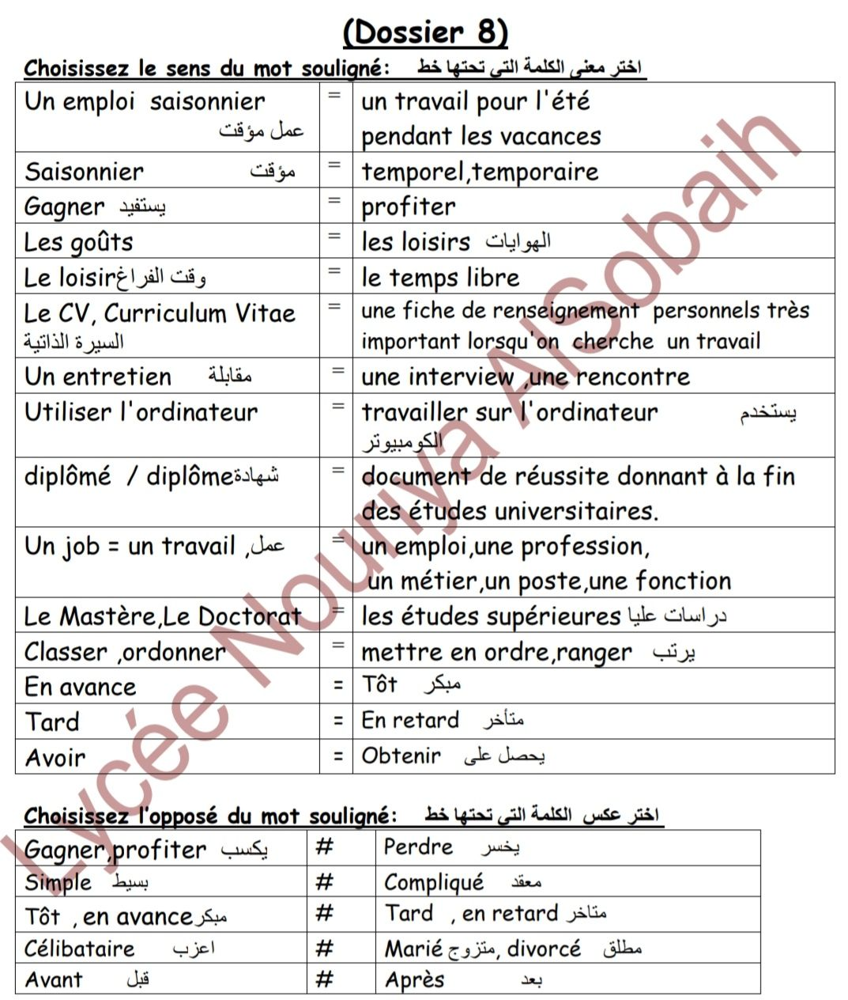 (Dossier 8)
Choisissez le sens du mot souligné: اختر معنى الكلمة التي تحتها خط
Un emploi saisonnier = un travail pour l'été
عمل مؤقت pendant les vacances
Saisonnier مؤقت = temporel,temporaire
Gagner يستفيد = profiter
Les goûts = les loisirs الهوايات
Le loisir وقت الفراغ = le temps libre
Le CV, Curriculum Vitae = une fiche de renseignement personnels très
السيرة الذاتية important lorsqu'on cherche un travail
Un entretien مقابلة = une interview ,une rencontre
Utiliser l'ordinateur = travailler sur l'ordinateur يستخدم
الكومبيوتر
diplômé / diplôme شهادة = document de réussite donnant à la fin
des études universitaires.
Un job = un travail , عمل = un emploi,une profession,
un métier,un poste,une fonction
Le Mastère,Le Doctorat = les études supérieures دراسات عليا
Classer ,ordonner = mettre en ordre,ranger يرتب
En avance = Tôt مبكر
Tard = En retard متأخر
Avoir = Obtenir يحصل على
Choisissez l'opposé du mot souligné: اختر عكس الكلمة التي تحتها خط
Gagner,profiter يكسب # Perdre يخسر
Simple بسيط # Compliqué معقد
Tôt , en avance مبكر # Tard , en retard متاخر
Célibataire اعزب # Marié متزوج, divorcé مطلق
Avant قبل # Après بعد
Lycée Nouriya AlSobaih